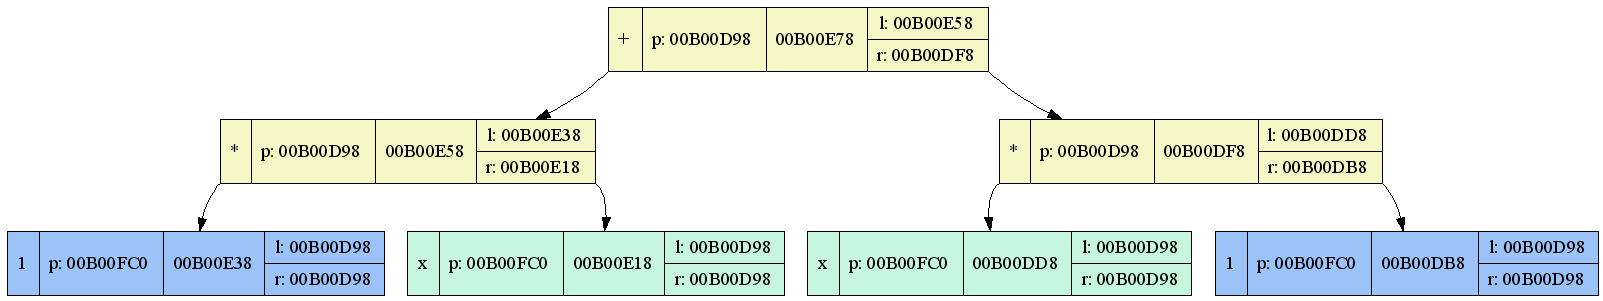 + p: 00B00D98 00B00E78 l: 00B00E58
r: 00B00DF8
* p: 00B00D98 00B00E58 l: 00B00E38
r: 00B00E18
* p: 00B00D98 00B00DF8 l: 00B00DD8
r: 00B00DB8
1 p: 00B00FC0 00B00E38 l: 00B00D98
r: 00B00D98
x p: 00B00FC0 00B00E18 l: 00B00D98
r: 00B00D98
x p: 00B00FC0 00B00DD8 l: 00B00D98
r: 00B00D98
1 p: 00B00FC0 00B00DB8 l: 00B00D98
r: 00B00D98